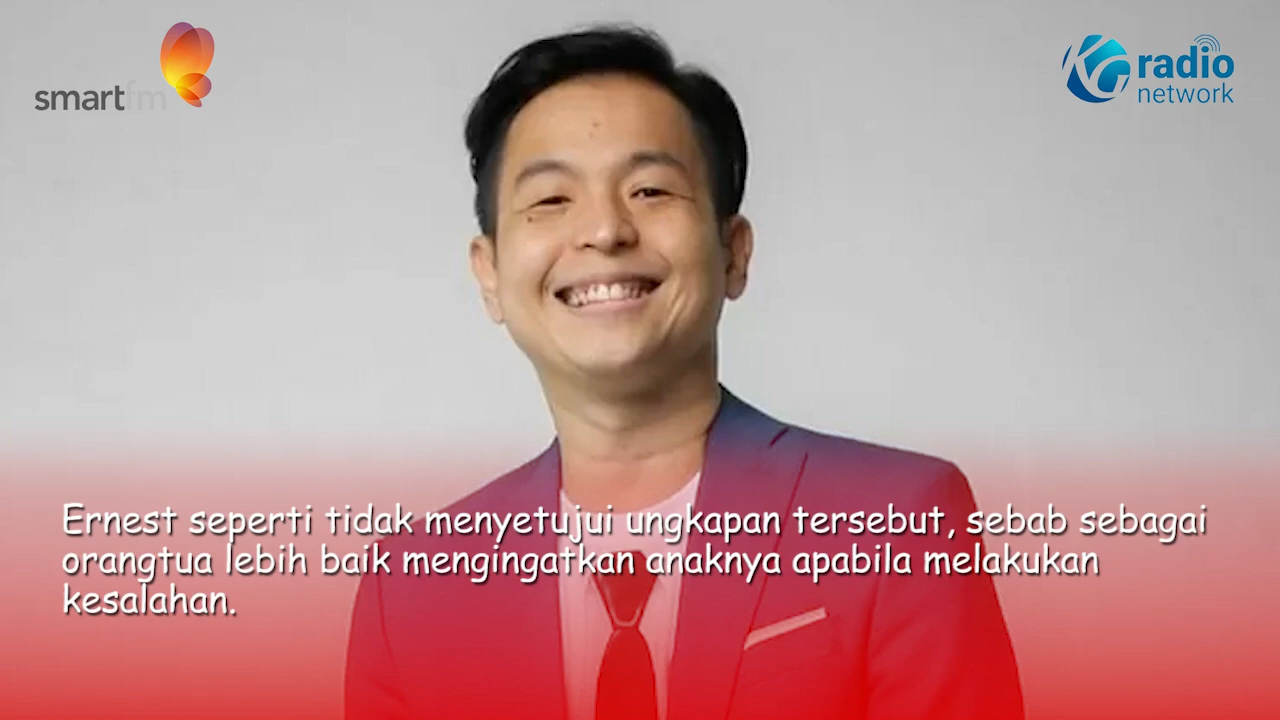 smartfm
KG radio
network
Ernest seperti tidak menyetujui ungkapan tersebut, sebab sebagai
orangtua lebih baik mengingatkan anaknya apabila melakukan
kesalahan.